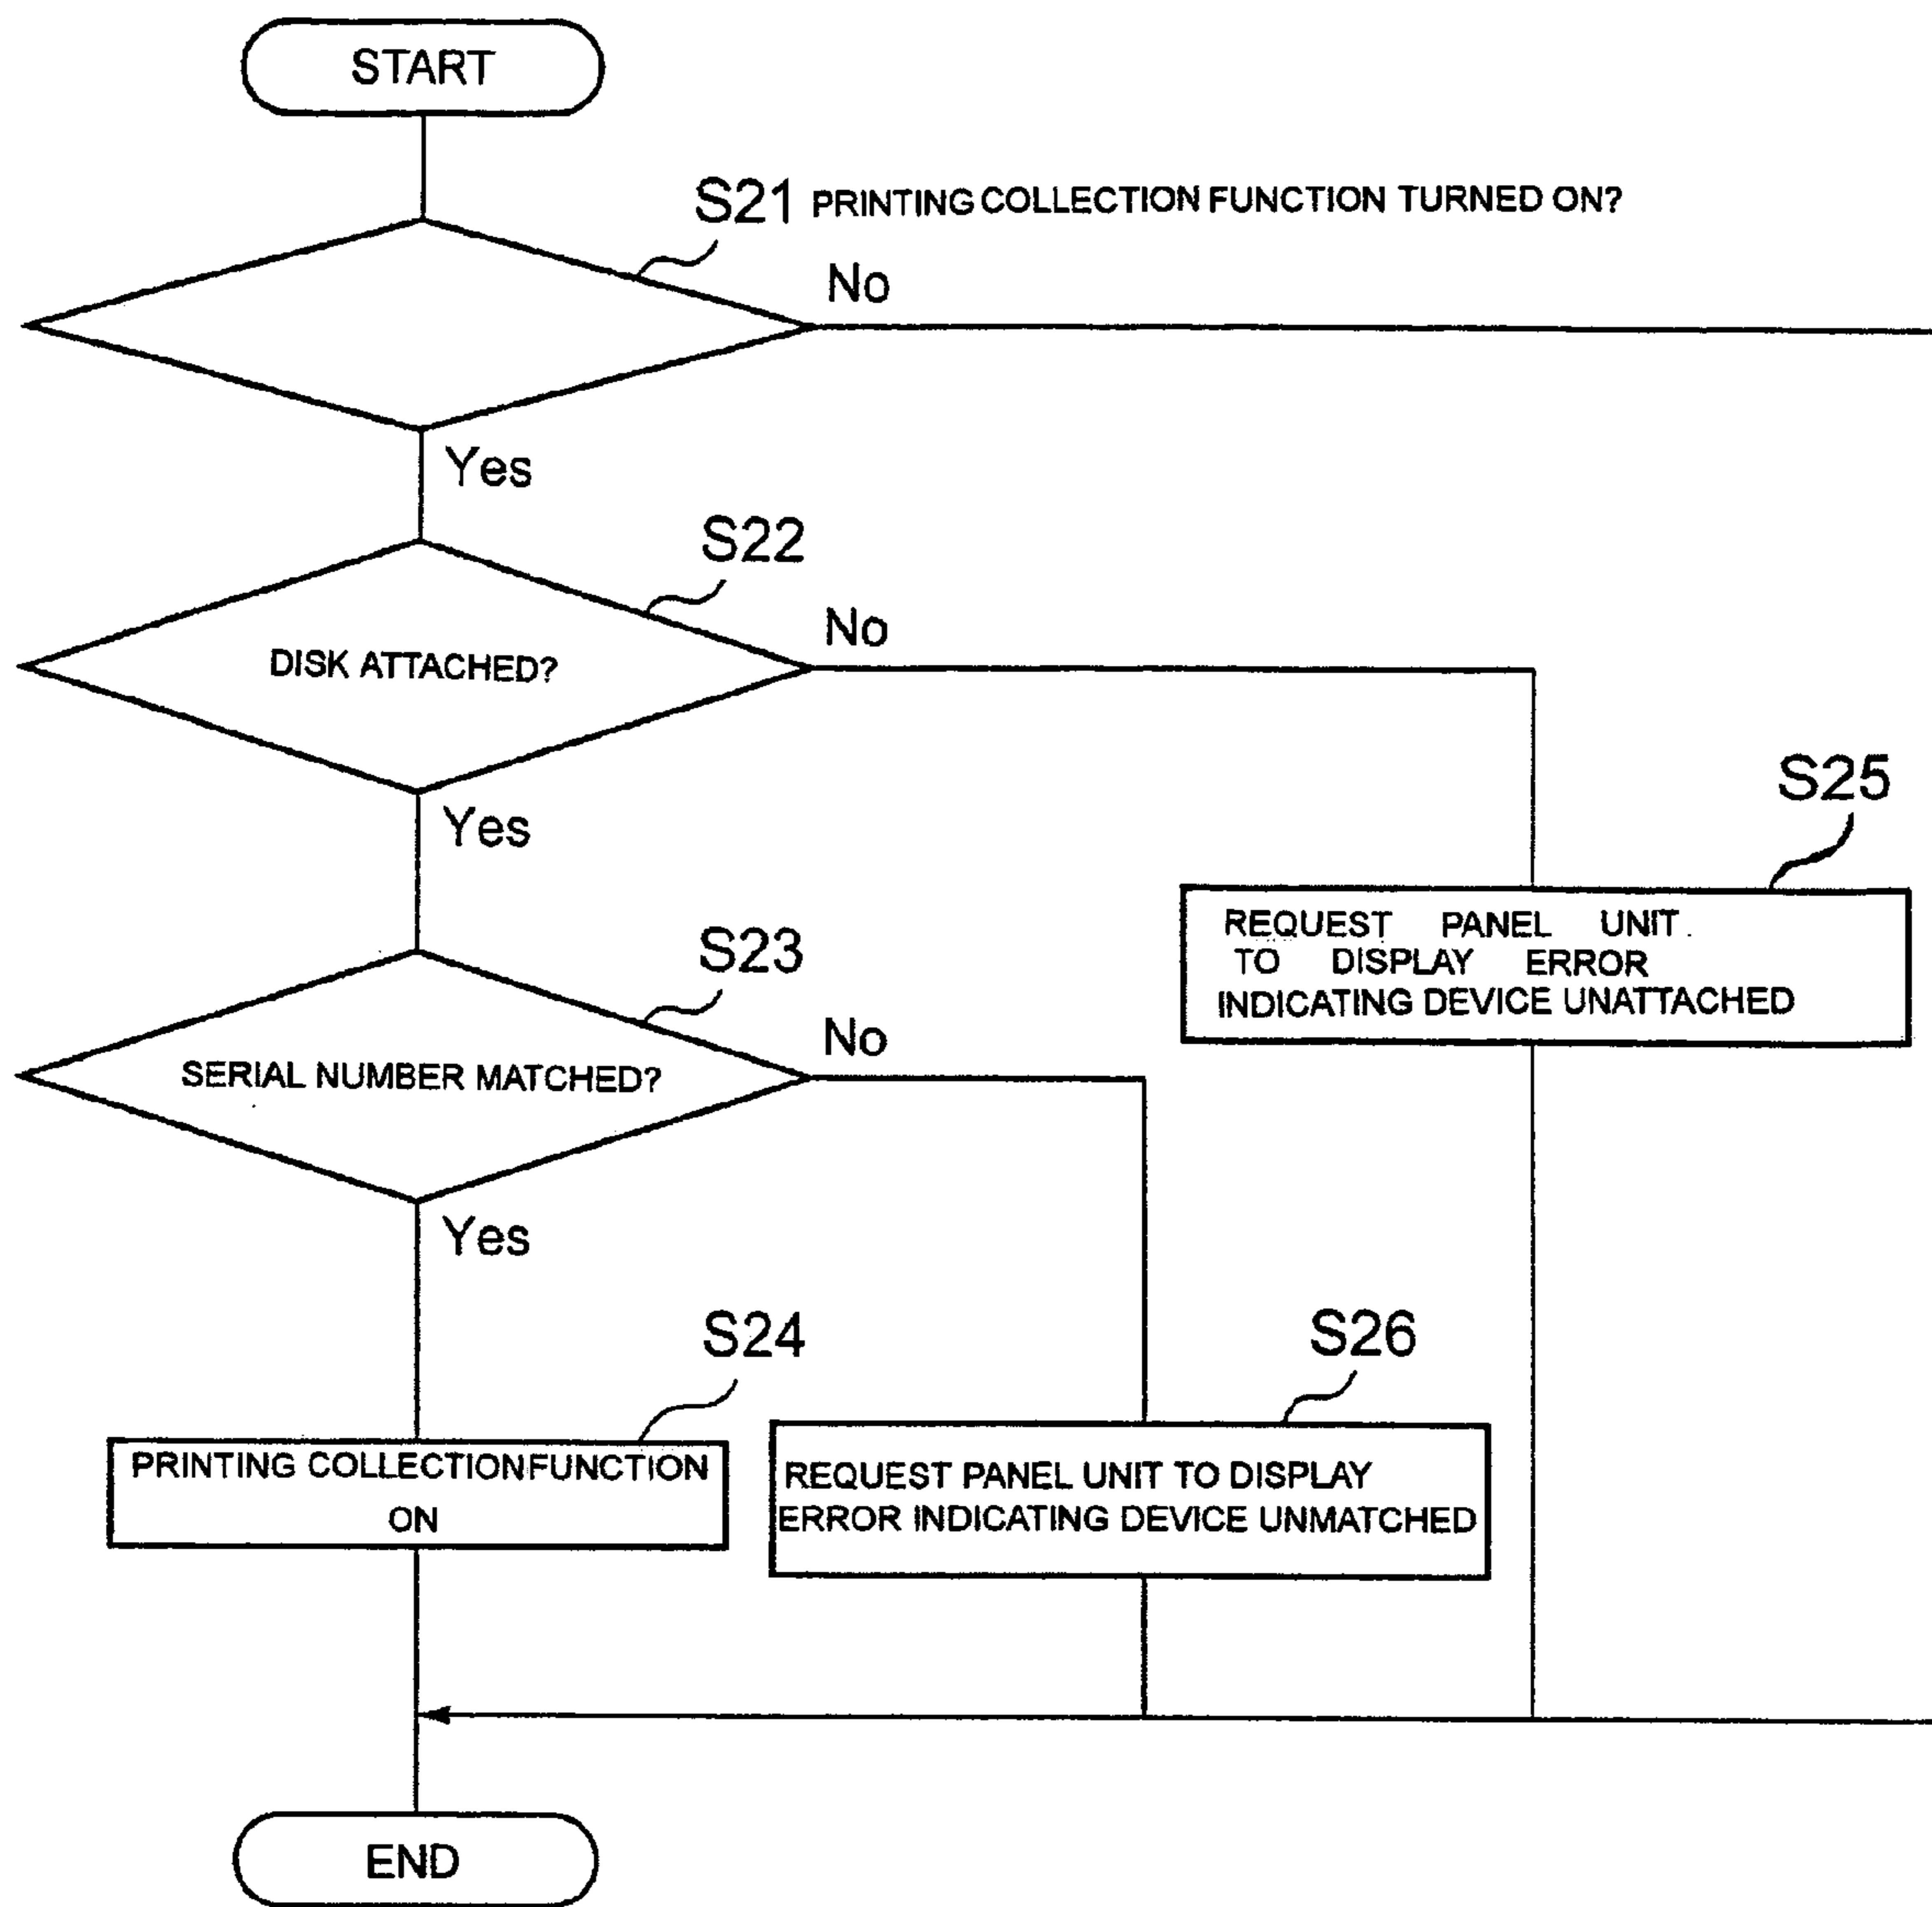 START
S21 PRINTING COLLECTION FUNCTION TURNED ON?
No
Yes
S22
DISK ATTACHED?
No
Yes
S25
REQUEST PANEL UNIT
TO DISPLAY ERROR
INDICATING DEVICE UNATTACHED
S23
SERIAL NUMBER MATCHED?
No
Yes
S24
PRINTING COLLECTION FUNCTION
ON
S26
REQUEST PANEL UNIT TO DISPLAY
ERROR INDICATING DEVICE UNMATCHED
END